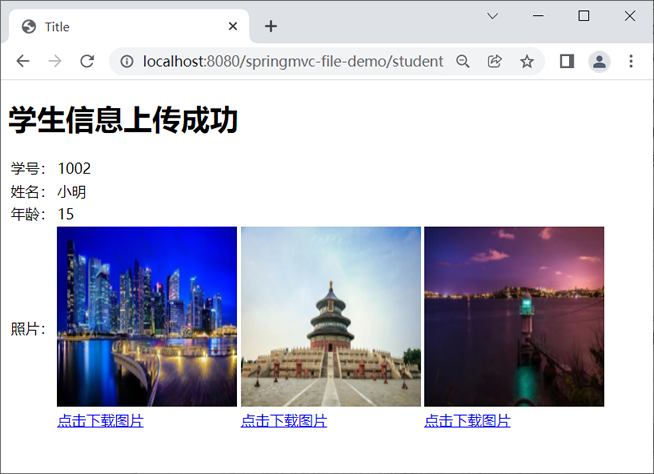 Title
localhost:8080/springmvc-file-demo/student
学生信息上传成功
学号： 1002
姓名： 小明
年龄： 15
照片：
点击下载图片 点击下载图片 点击下载图片